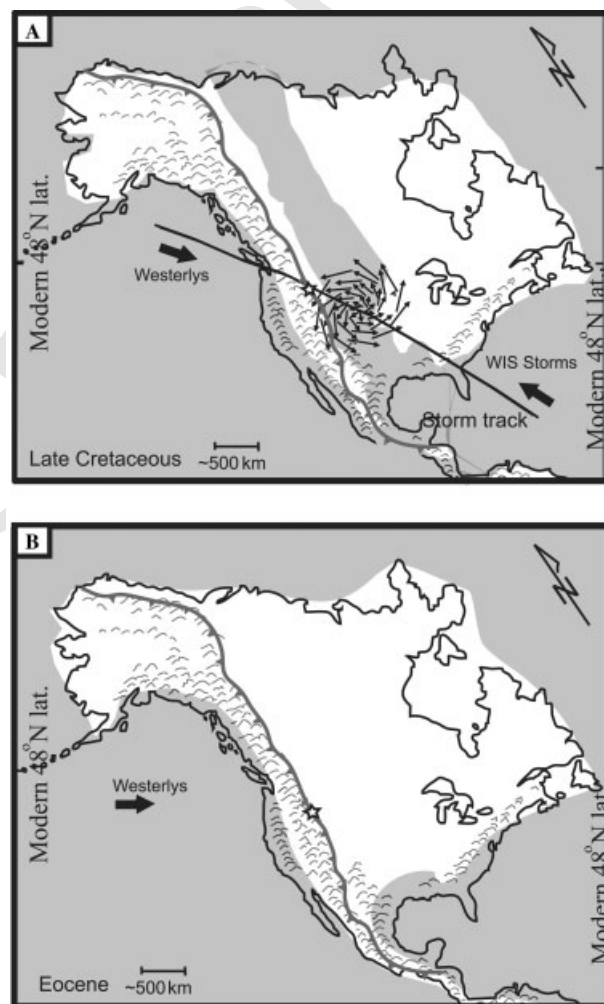 A
Modern 48°N lat.
Westerlys
WIS Storms
Storm track
Modern 48°N lat.
Late Cretaceous
~500 km
B
Modern 48°N lat.
Westerlys
Modern 48°N lat.
Eocene
~500 km